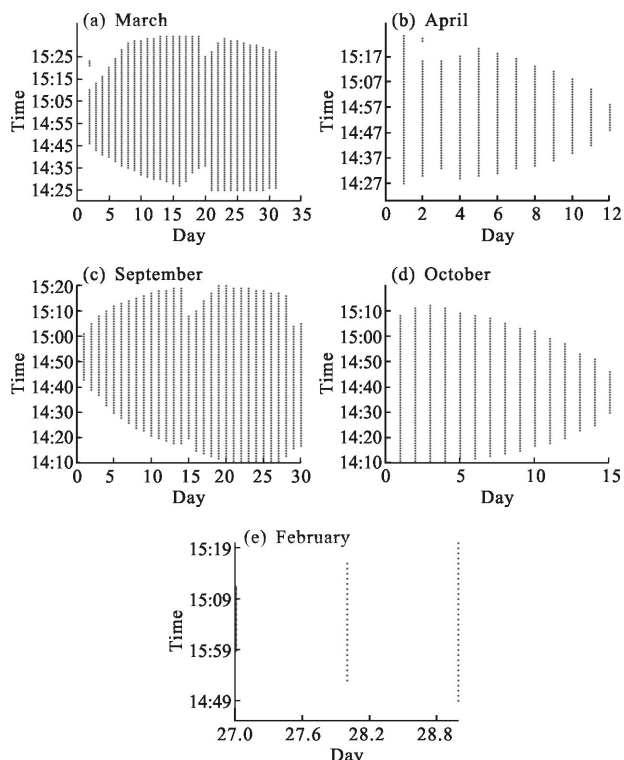 (a) March
15:25
15:15
15:05
14:55
14:45
14:35
14:25
Time
0 5 10 15 20 25 30 35
Day
(b) April
15:17
15:07
14:57
14:47
14:37
14:27
Time
0 2 4 6 8 10 12
Day
(c) September
15:20
15:10
15:00
14:50
14:40
14:30
14:20
14:10
Time
0 5 10 15 20 25 30
Day
(d) October
15:10
15:00
14:50
14:40
14:30
14:20
14:10
Time
0 5 10 15
Day
(e) February
15:19
15:09
15:59
14:49
Time
27.0 27.6 28.2 28.8
Day